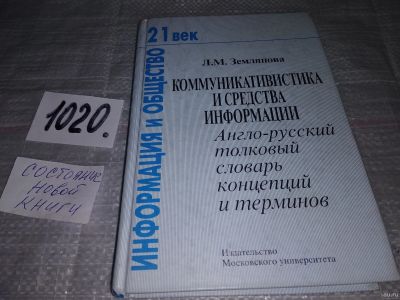 21 век
ИНФОРМАЦИЯ И ОБЩЕСТВО
Л.М. Землянова
КОММУНИКАТИВИСТИКА
И СРЕДСТВА
ИНФОРМАЦИИ
Англо-русский
толковый
словарь
концепций
и терминов
Издательство
Московского университета
1020.
СОСТОЯНИЕ
НОВОЙ
КНИГИ